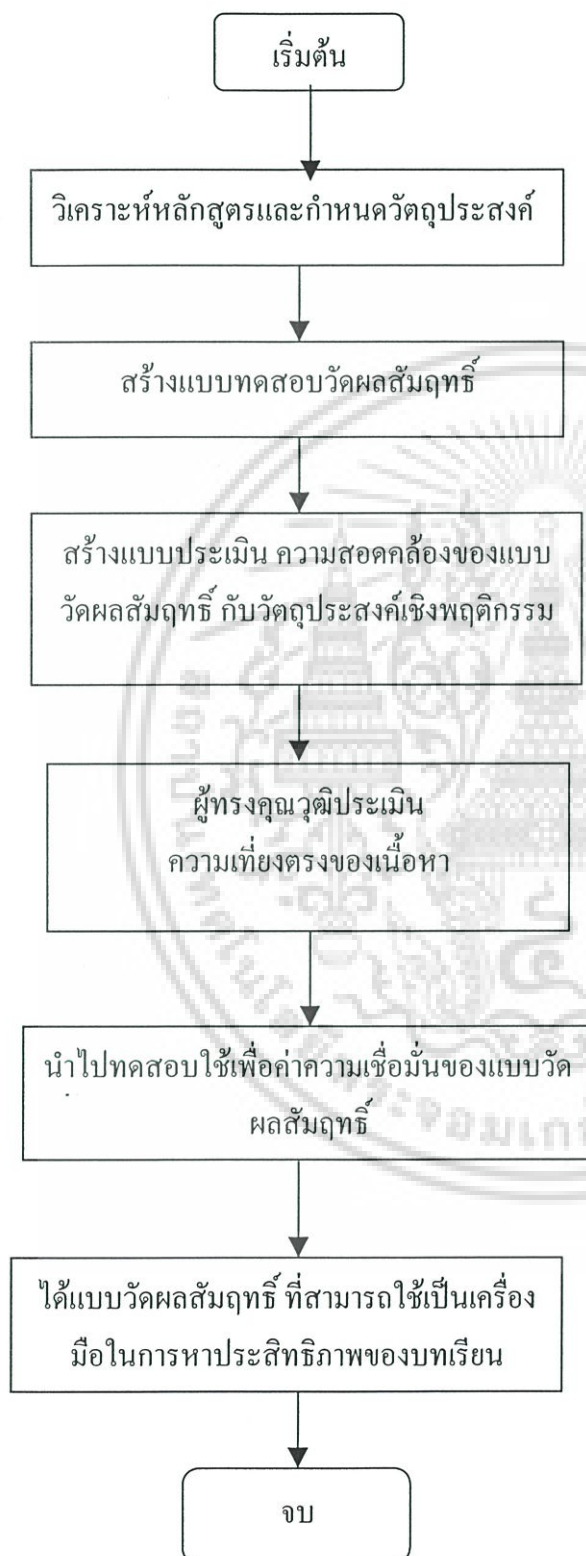 เริ่มต้น
วิเคราะห์หลักสูตรและกำหนดวัตถุประสงค์
สร้างแบบทดสอบวัดผลสัมฤทธิ์
สร้างแบบประเมิน ความสอดคล้องของแบบ
วัดผลสัมฤทธิ์ กับวัตถุประสงค์เชิงพฤติกรรม
ผู้ทรงคุณวุฒิประเมิน
ความเที่ยงตรงของเนื้อหา
นำไปทดสอบใช้เพื่อค่าความเชื่อมั่นของแบบวัด
ผลสัมฤทธิ์
ได้แบบวัดผลสัมฤทธิ์ ที่สามารถใช้เป็นเครื่อง
มือในการหาประสิทธิภาพของบทเรียน
จบ